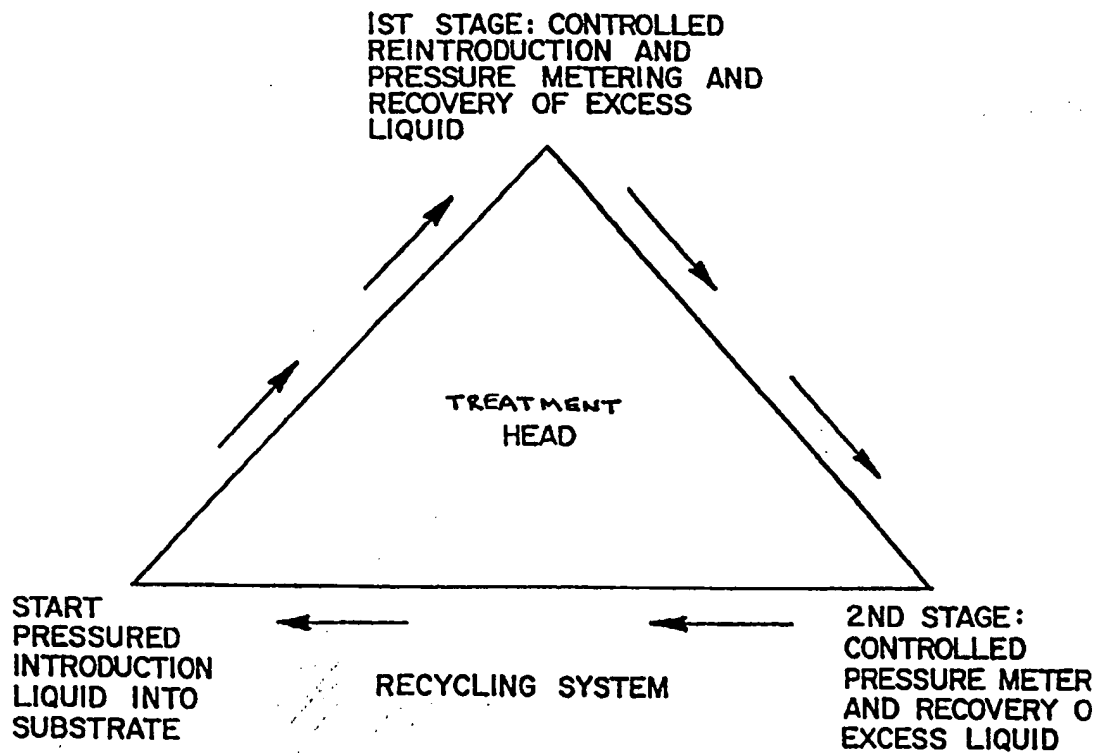 1ST STAGE: CONTROLLED
REINTRODUCTION AND
PRESSURE METERING AND
RECOVERY OF EXCESS
LIQUID
TREATMENT
HEAD
START
PRESSURED
INTRODUCTION
LIQUID INTO
SUBSTRATE
RECYCLING SYSTEM
2ND STAGE:
CONTROLLED
PRESSURE METER
AND RECOVERY O
EXCESS LIQUID